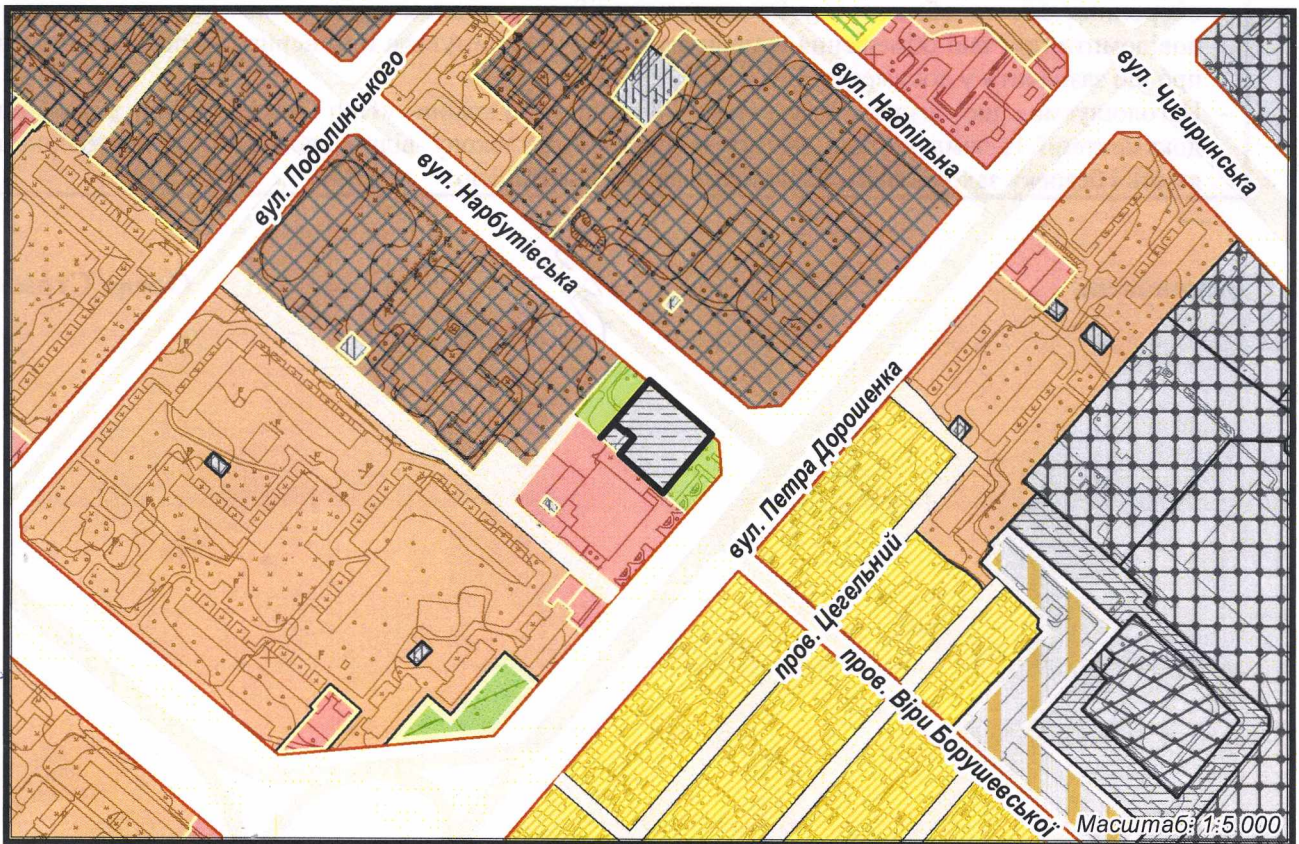 вул. Подолинського
вул. Нарбутівська
вул. Надпільна
вул. Чигиринська
вул. Петра Дорошенка
пров. Цегельний
пров. Віри Борушевської
Масштаб: 1:5 000